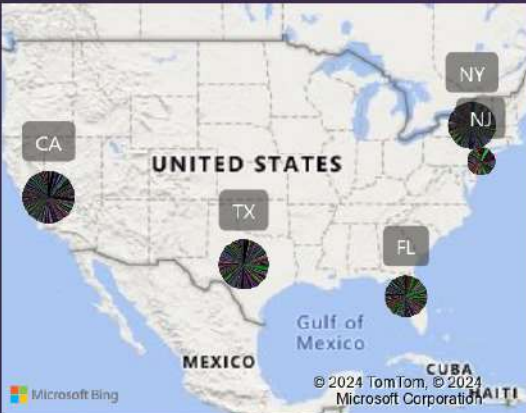 NY
NJ
CA
UNITED STATES
TX
FL
Gulf of
Mexico
MEXICO
CUBA
© 2024 TomTom, © 2024
Microsoft Corporation
HAITI
Microsoft Bing